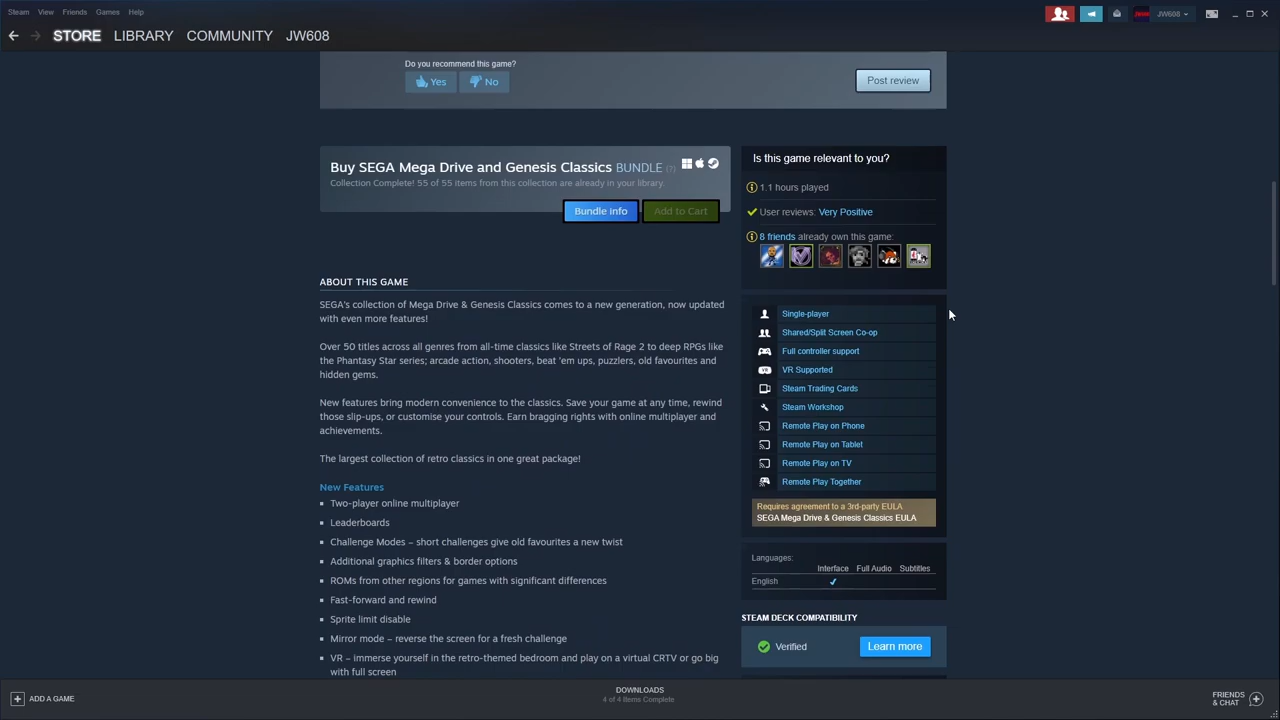 Steam View Friends Games Help
JW608
STORE LIBRARY COMMUNITY JW608
Do you recommend this game?
Yes No
Post review
Buy SEGA Mega Drive and Genesis Classics BUNDLE (?)
Collection Complete! 55 of 55 items from this collection are already in your library.
Bundle info Add to Cart
ABOUT THIS GAME
SEGA's collection of Mega Drive & Genesis Classics comes to a new generation, now updated
with even more features!
Over 50 titles across all genres from all-time classics like Streets of Rage 2 to deep RPGs like
the Phantasy Star series; arcade action, shooters, beat 'em ups, puzzlers, old favourites and
hidden gems.
New features bring modern convenience to the classics. Save your game at any time, rewind
those slip-ups, or customise your controls. Earn bragging rights with online multiplayer and
achievements.
The largest collection of retro classics in one great package!
New Features
Two-player online multiplayer
Leaderboards
Challenge Modes – short challenges give old favourites a new twist
Additional graphics filters & border options
ROMs from other regions for games with significant differences
Fast-forward and rewind
Sprite limit disable
Mirror mode – reverse the screen for a fresh challenge
VR – immerse yourself in the retro-themed bedroom and play on a virtual CRTV or go big
with full screen
Is this game relevant to you?
1.1 hours played
User reviews: Very Positive
8 friends already own this game:
Single-player
Shared/Split Screen Co-op
Full controller support
VR Supported
Steam Trading Cards
Steam Workshop
Remote Play on Phone
Remote Play on Tablet
Remote Play on TV
Remote Play Together
Requires agreement to a 3rd-party EULA
SEGA Mega Drive & Genesis Classics EULA
Languages:
Interface Full Audio Subtitles
English
STEAM DECK COMPATIBILITY
Verified Learn more
ADD A GAME
DOWNLOADS
4 of 4 Items Complete
FRIENDS
& CHAT